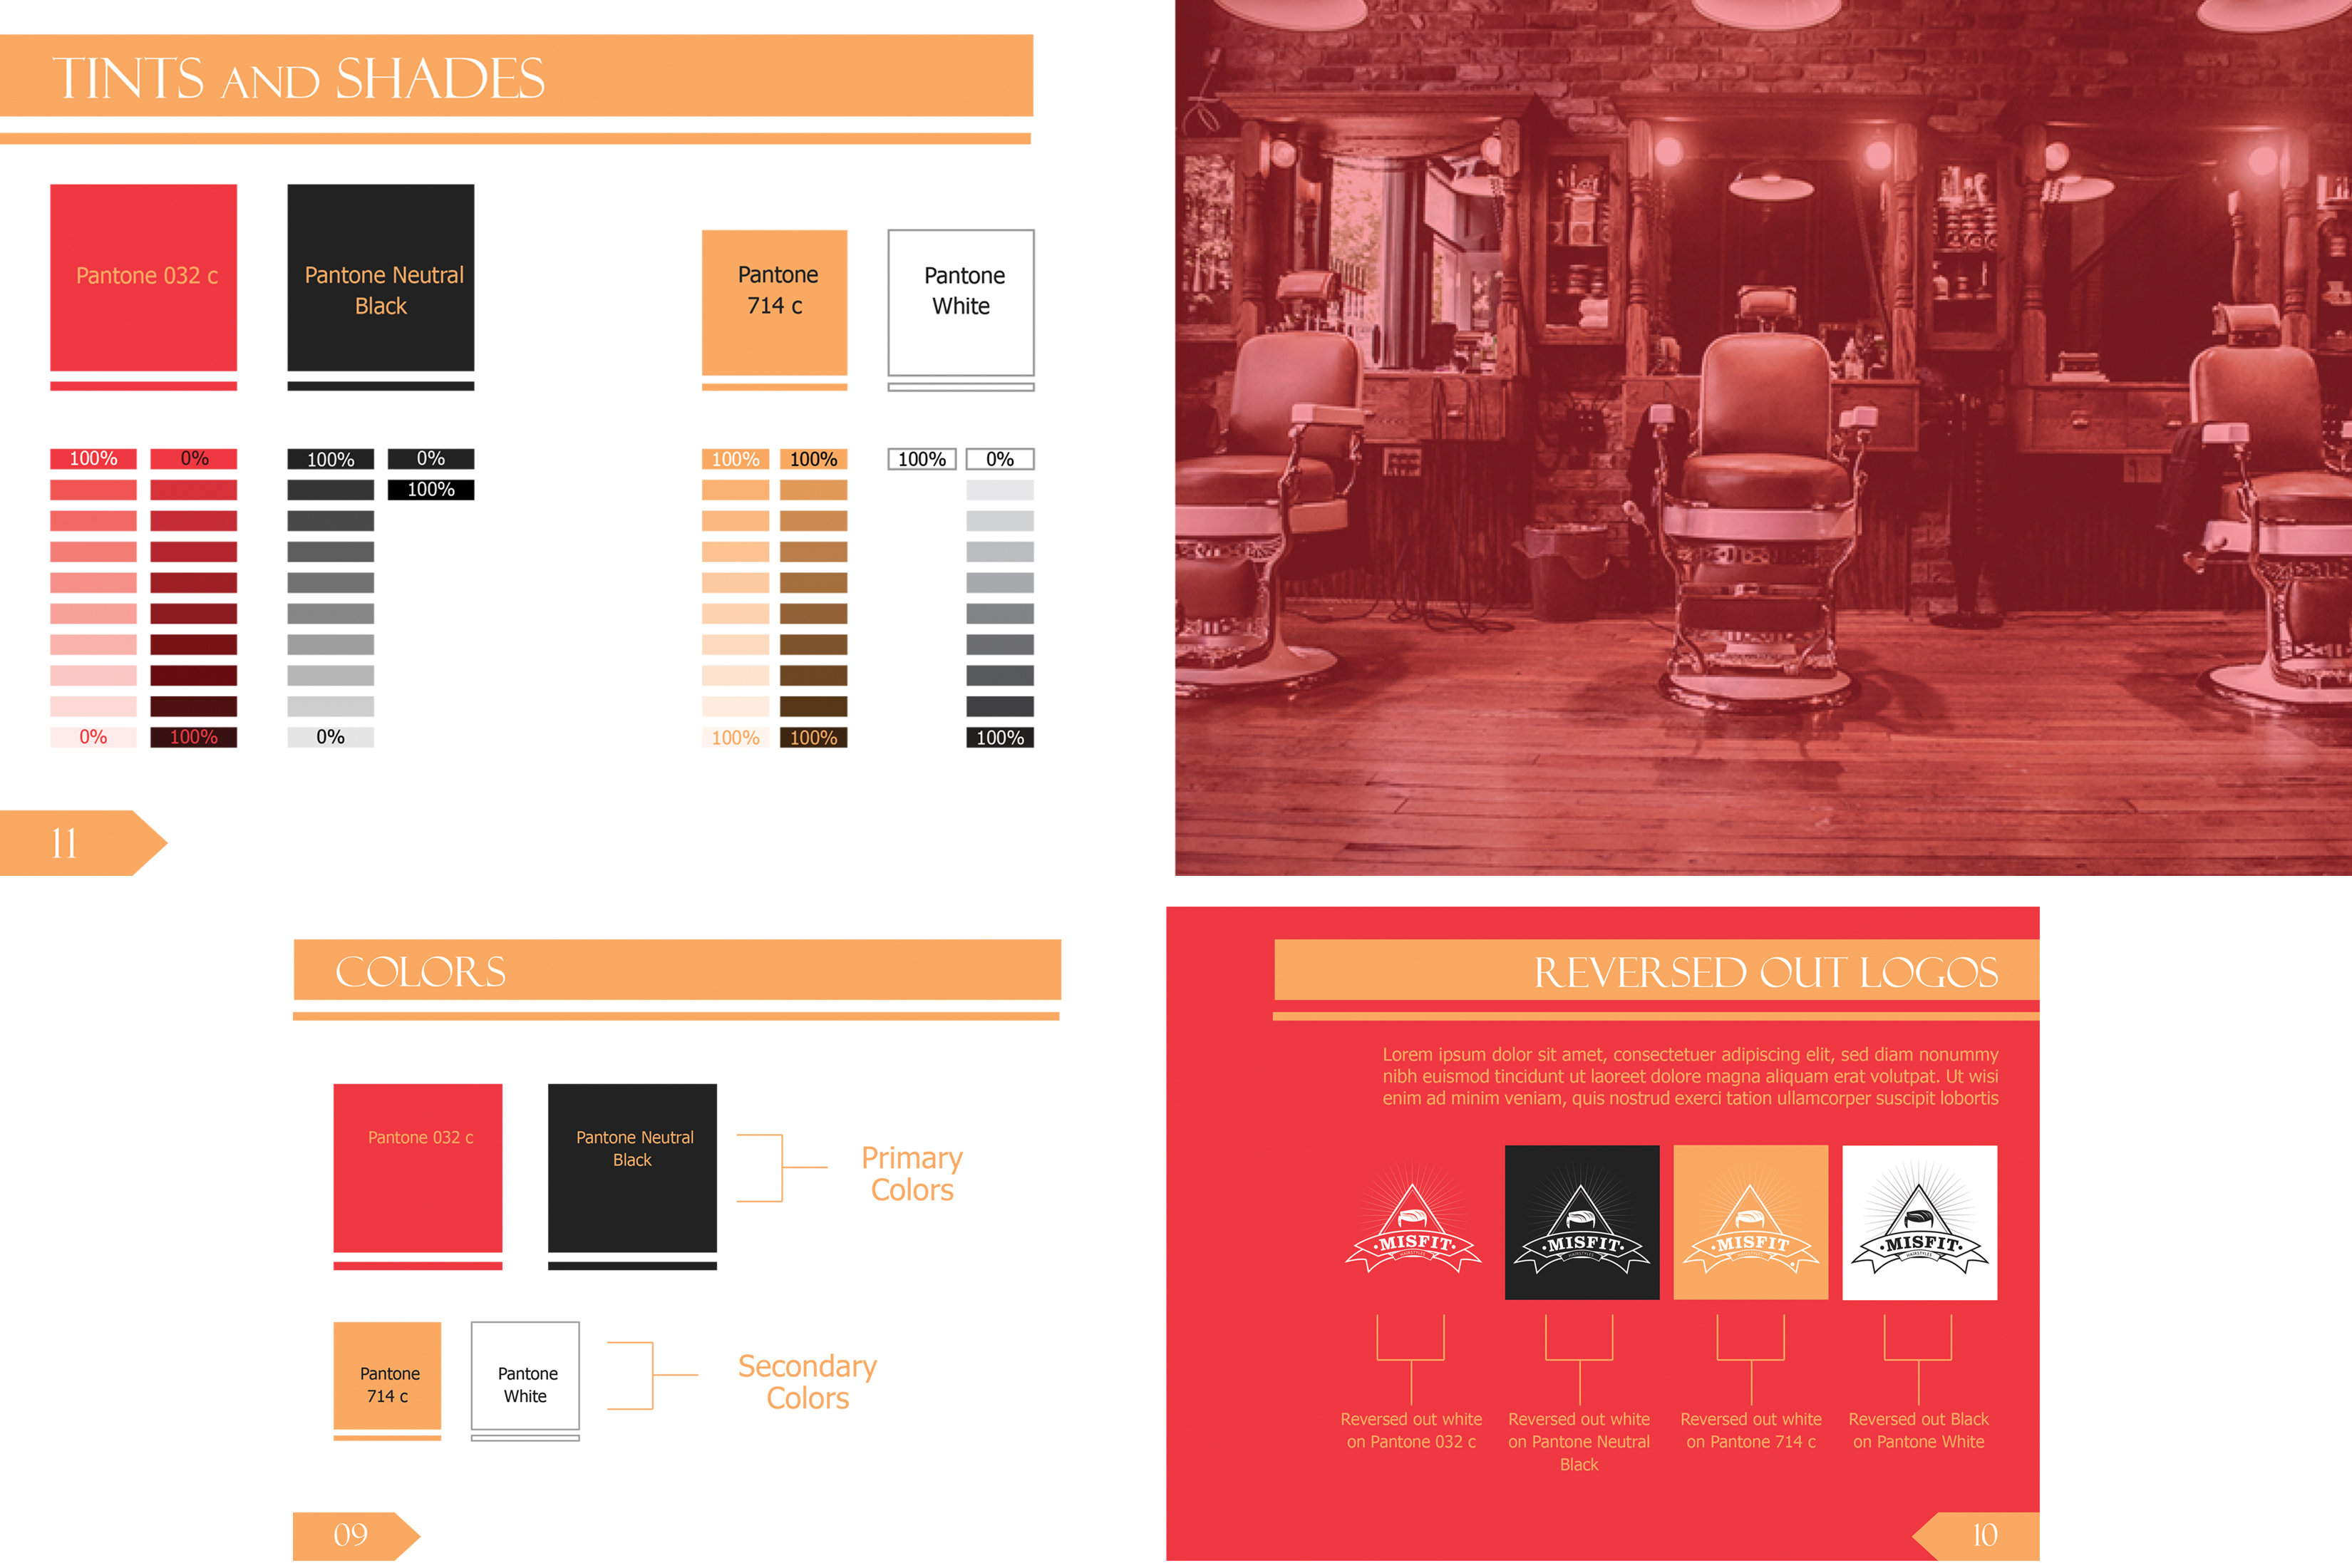 TINTS AND SHADES
Pantone 032 c
Pantone Neutral
Black
Pantone
714 c
Pantone
White
100% 0% 100% 0% 100% 100% 100% 0%
100%
0% 100% 0% 100% 100% 100%
11
COLORS
Pantone 032 c
Pantone Neutral
Black
Primary
Colors
Pantone
714 c
Pantone
White
Secondary
Colors
09
REVERSED OUT LOGOS
Lorem ipsum dolor sit amet, consectetuer adipiscing elit, sed diam nonummy
nibh euismod tincidunt ut laoreet dolore magna aliquam erat volutpat. Ut wisi
enim ad minim veniam, quis nostrud exerci tation ullamcorper suscipit lobortis
·MISFIT·
HAIRSTYLES
·MISFIT·
HAIRSTYLES
·MISFIT
HAIRSTYLES
·MISFIT·
HAIRSTYLES
Reversed out white
on Pantone 032 c
Reversed out white
on Pantone Neutral
Black
Reversed out white
on Pantone 714 c
Reversed out Black
on Pantone White
10